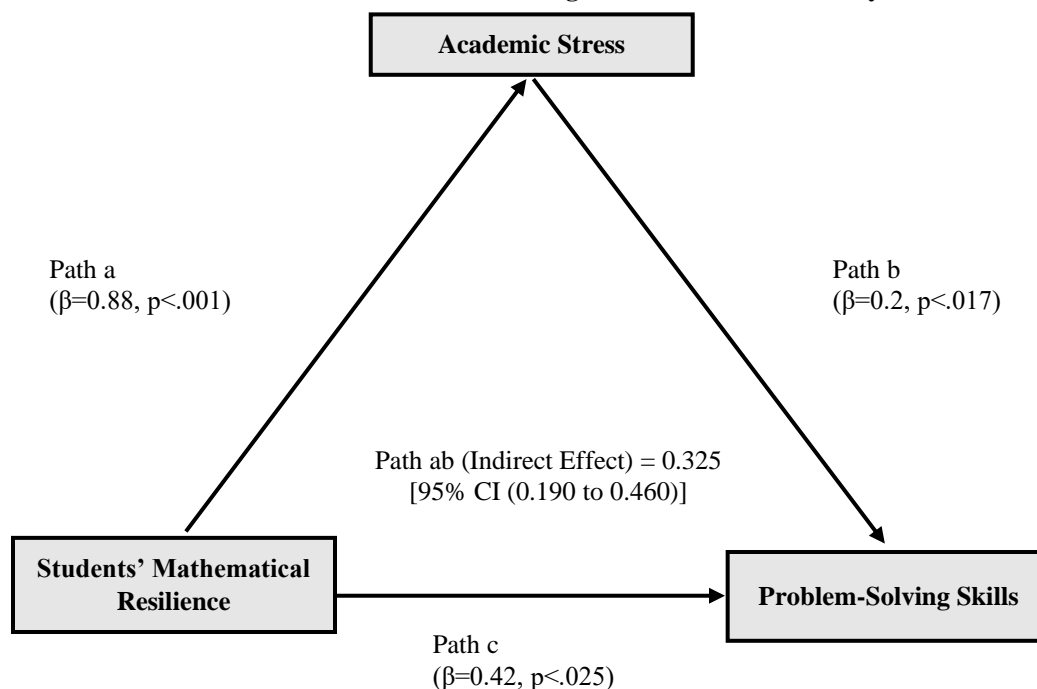 Academic Stress
Path a
(β=0.88, p<.001)
Path b
(β=0.2, p<.017)
Path ab (Indirect Effect) = 0.325
[95% CI (0.190 to 0.460)]
Students’ Mathematical
Resilience
Problem-Solving Skills
Path c
(β=0.42, p<.025)